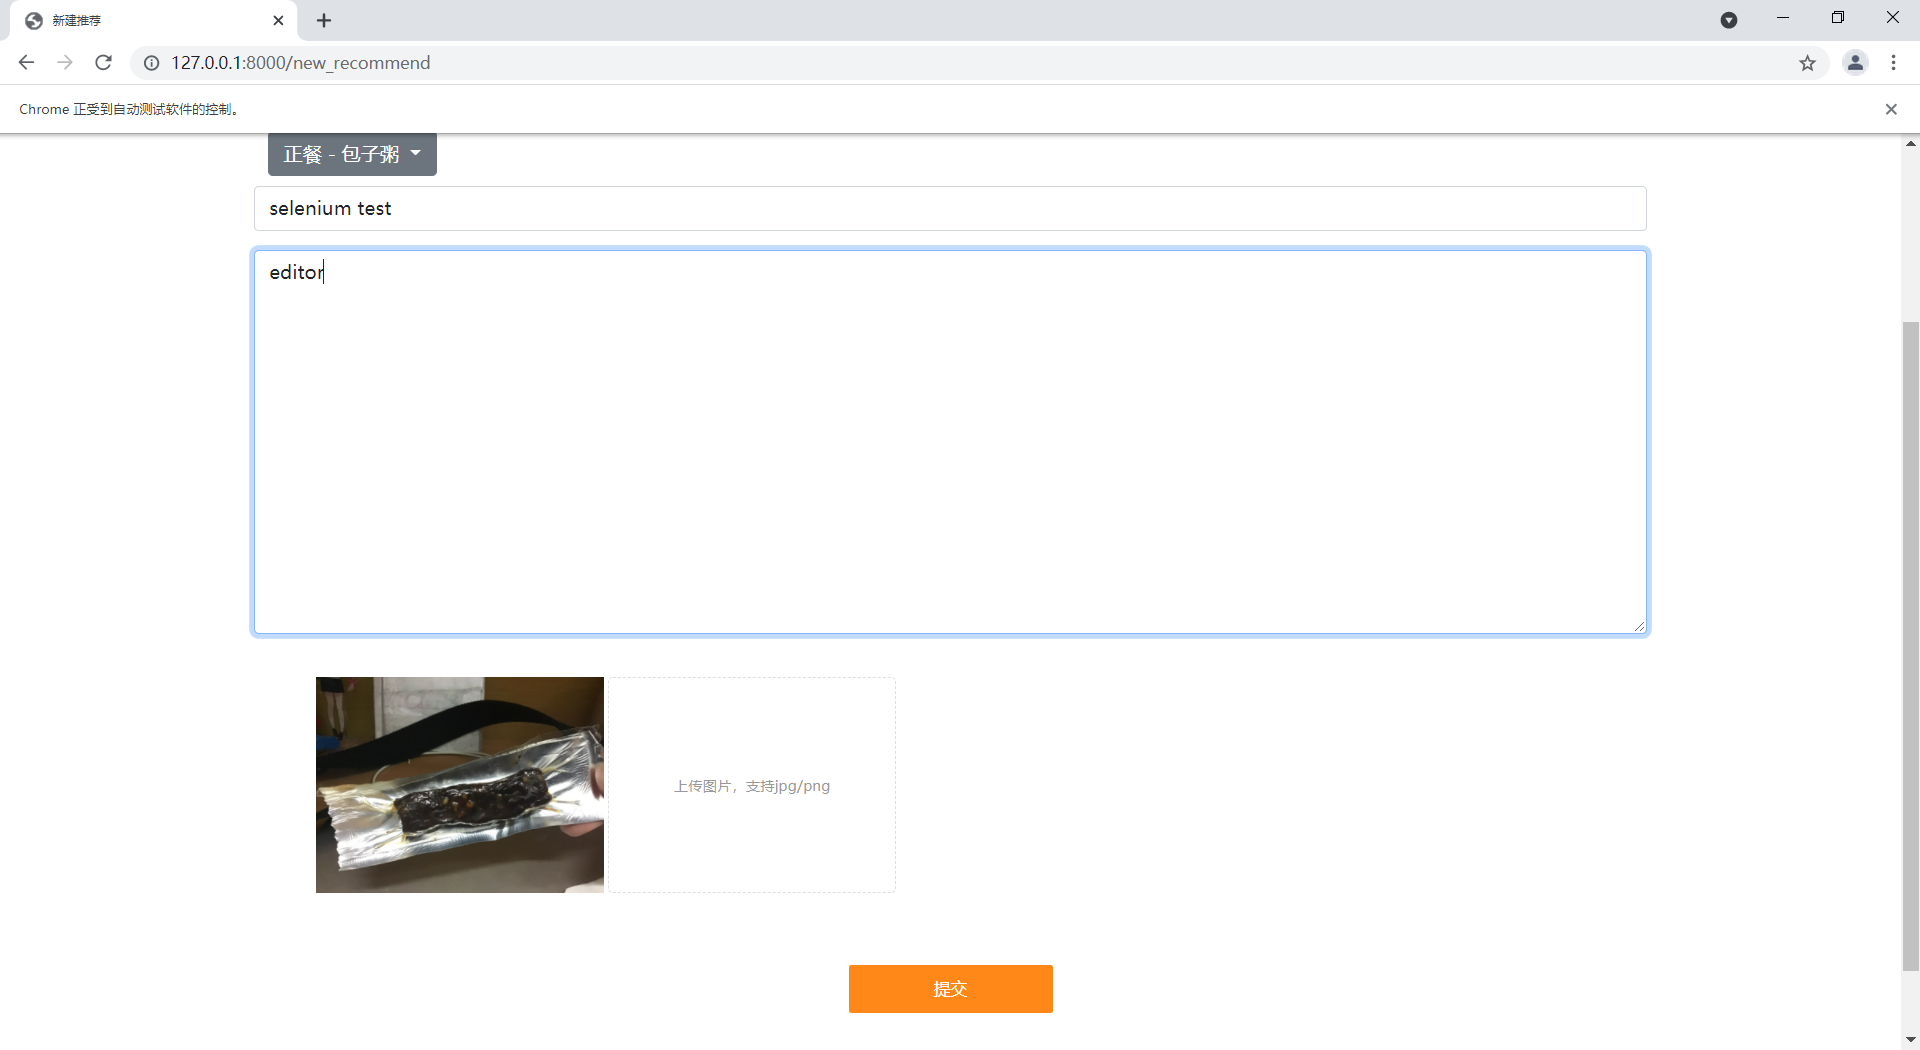 新建推荐
127.0.0.1:8000/new_recommend
Chrome 正受到自动测试软件的控制。
正餐 - 包子粥
selenium test
editor
上传图片，支持jpg/png
提交